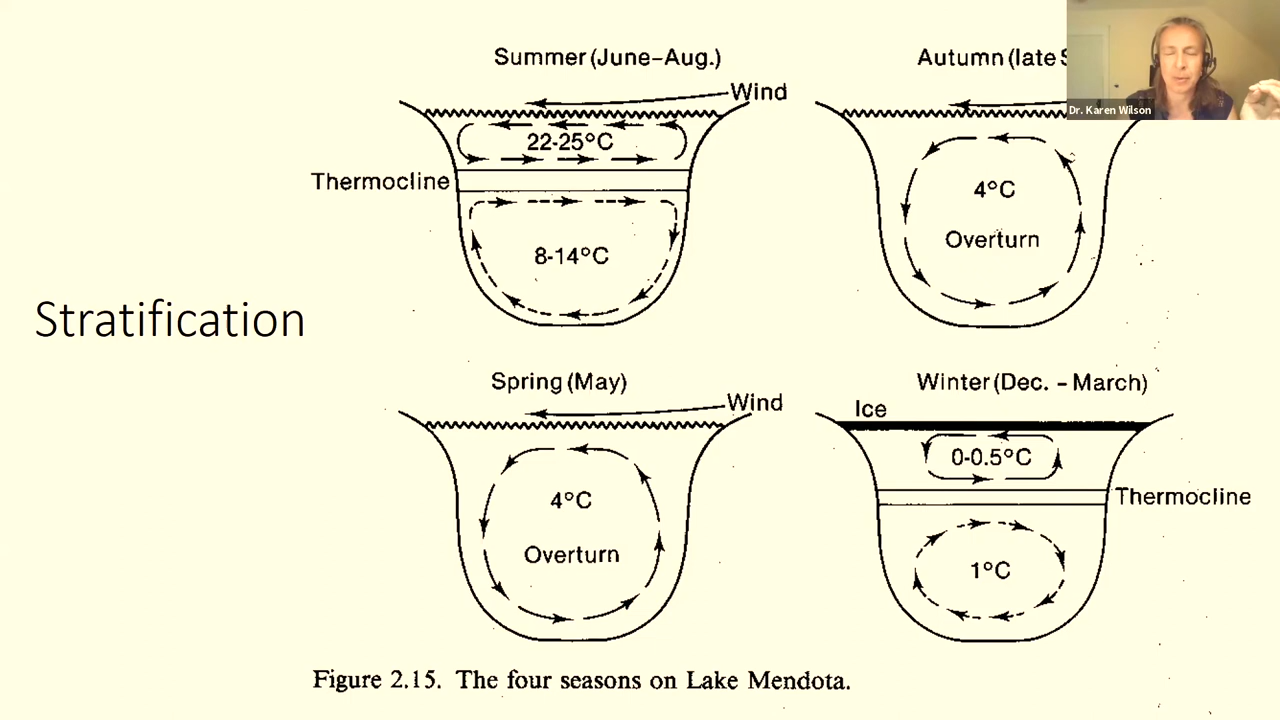 Summer (June–Aug.)
Autumn (late
Dr. Karen Wilson
Wind
22-25°C
Thermocline
8-14°C
4°C
Overturn
Stratification
Spring (May)
Wind
4°C
Overturn
Winter (Dec. – March)
Ice
0-0.5°C
Thermocline
1°C
Figure 2.15. The four seasons on Lake Mendota.